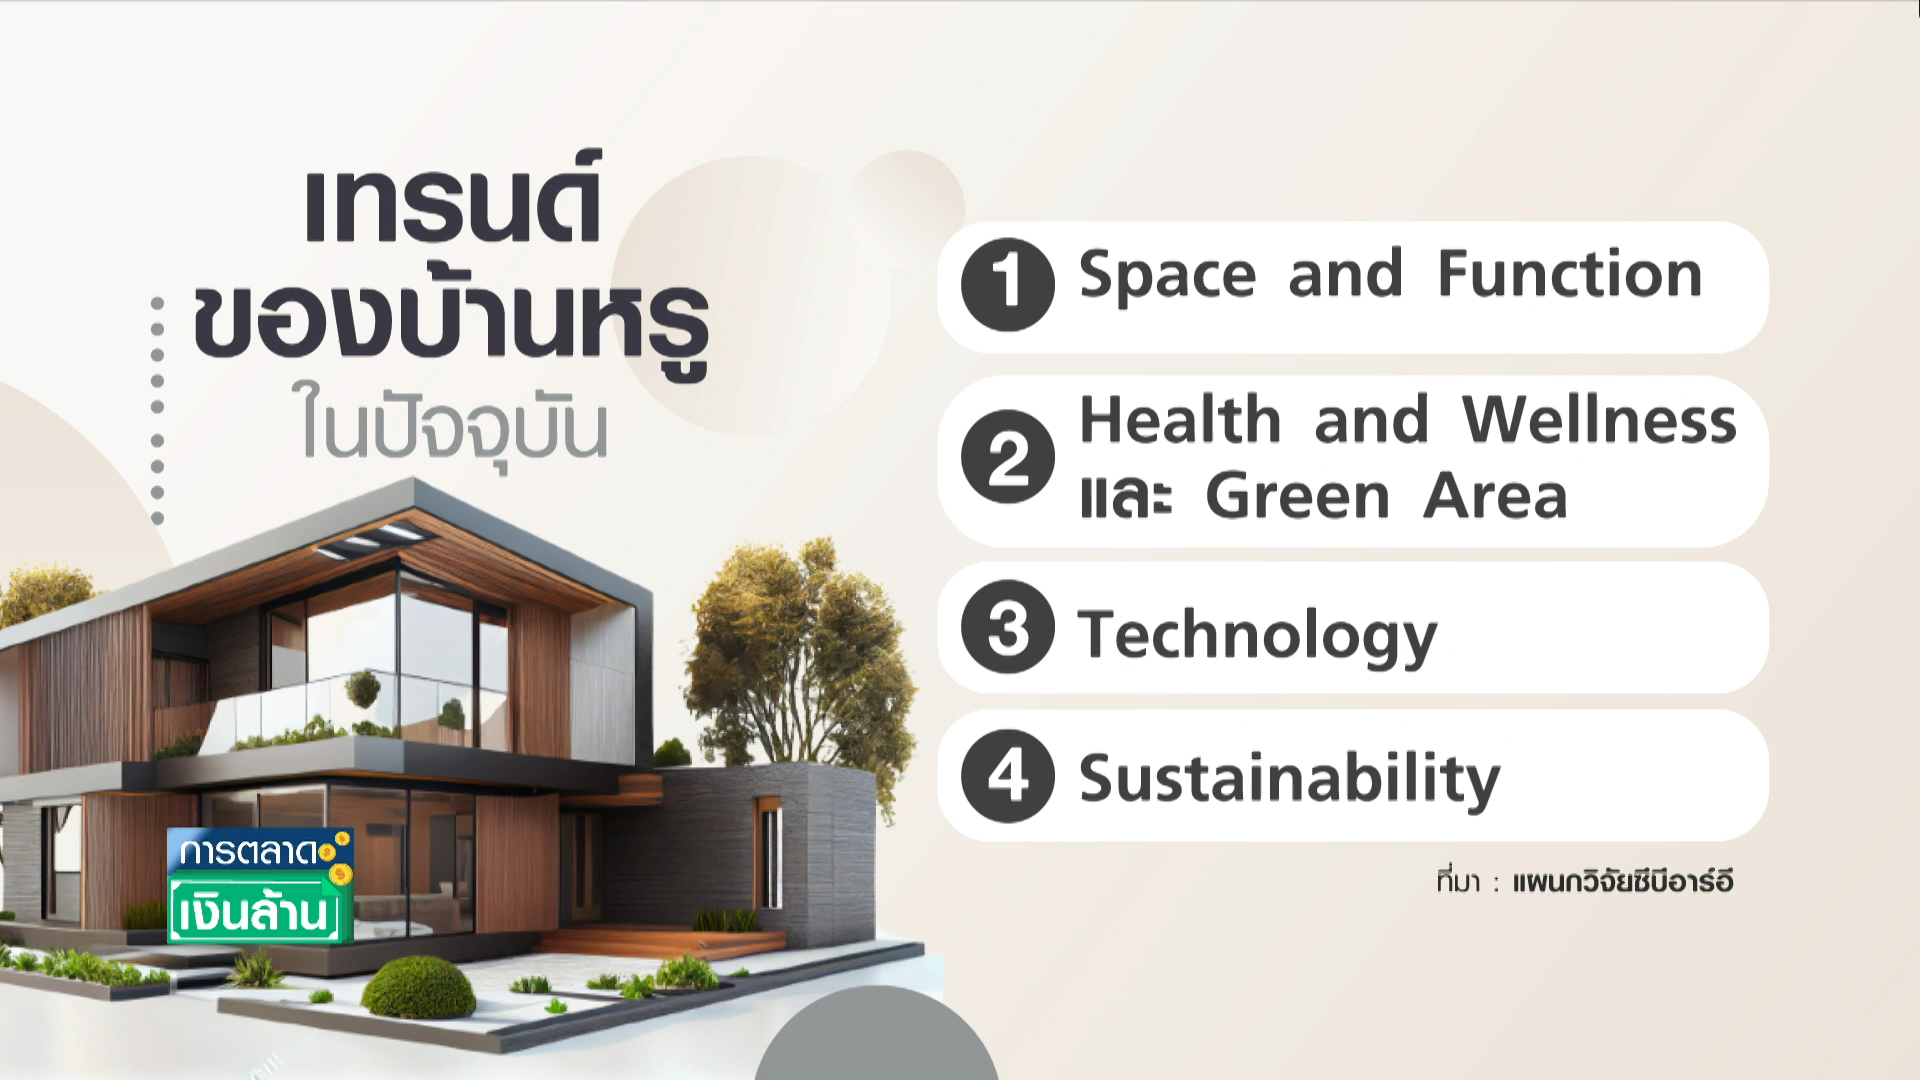 เทรนด์
ของบ้านหรู
ในปัจจุบัน
1 Space and Function
2 Health and Wellness
และ Green Area
3 Technology
4 Sustainability
ที่มา : แผนกวิจัยซีบีอาร์อี
การตลาด
เงินล้าน